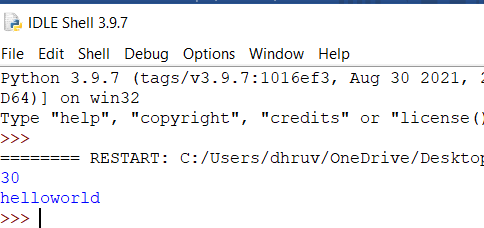 IDLE Shell 3.9.7
File Edit Shell Debug Options Window Help
Python 3.9.7 (tags/v3.9.7:1016ef3, Aug 30 2021, 2
D64)] on win32
Type "help", "copyright", "credits" or "license()
>>>
======== RESTART: C:/Users/dhruv/OneDrive/Desktop
30
helloworld
>>>